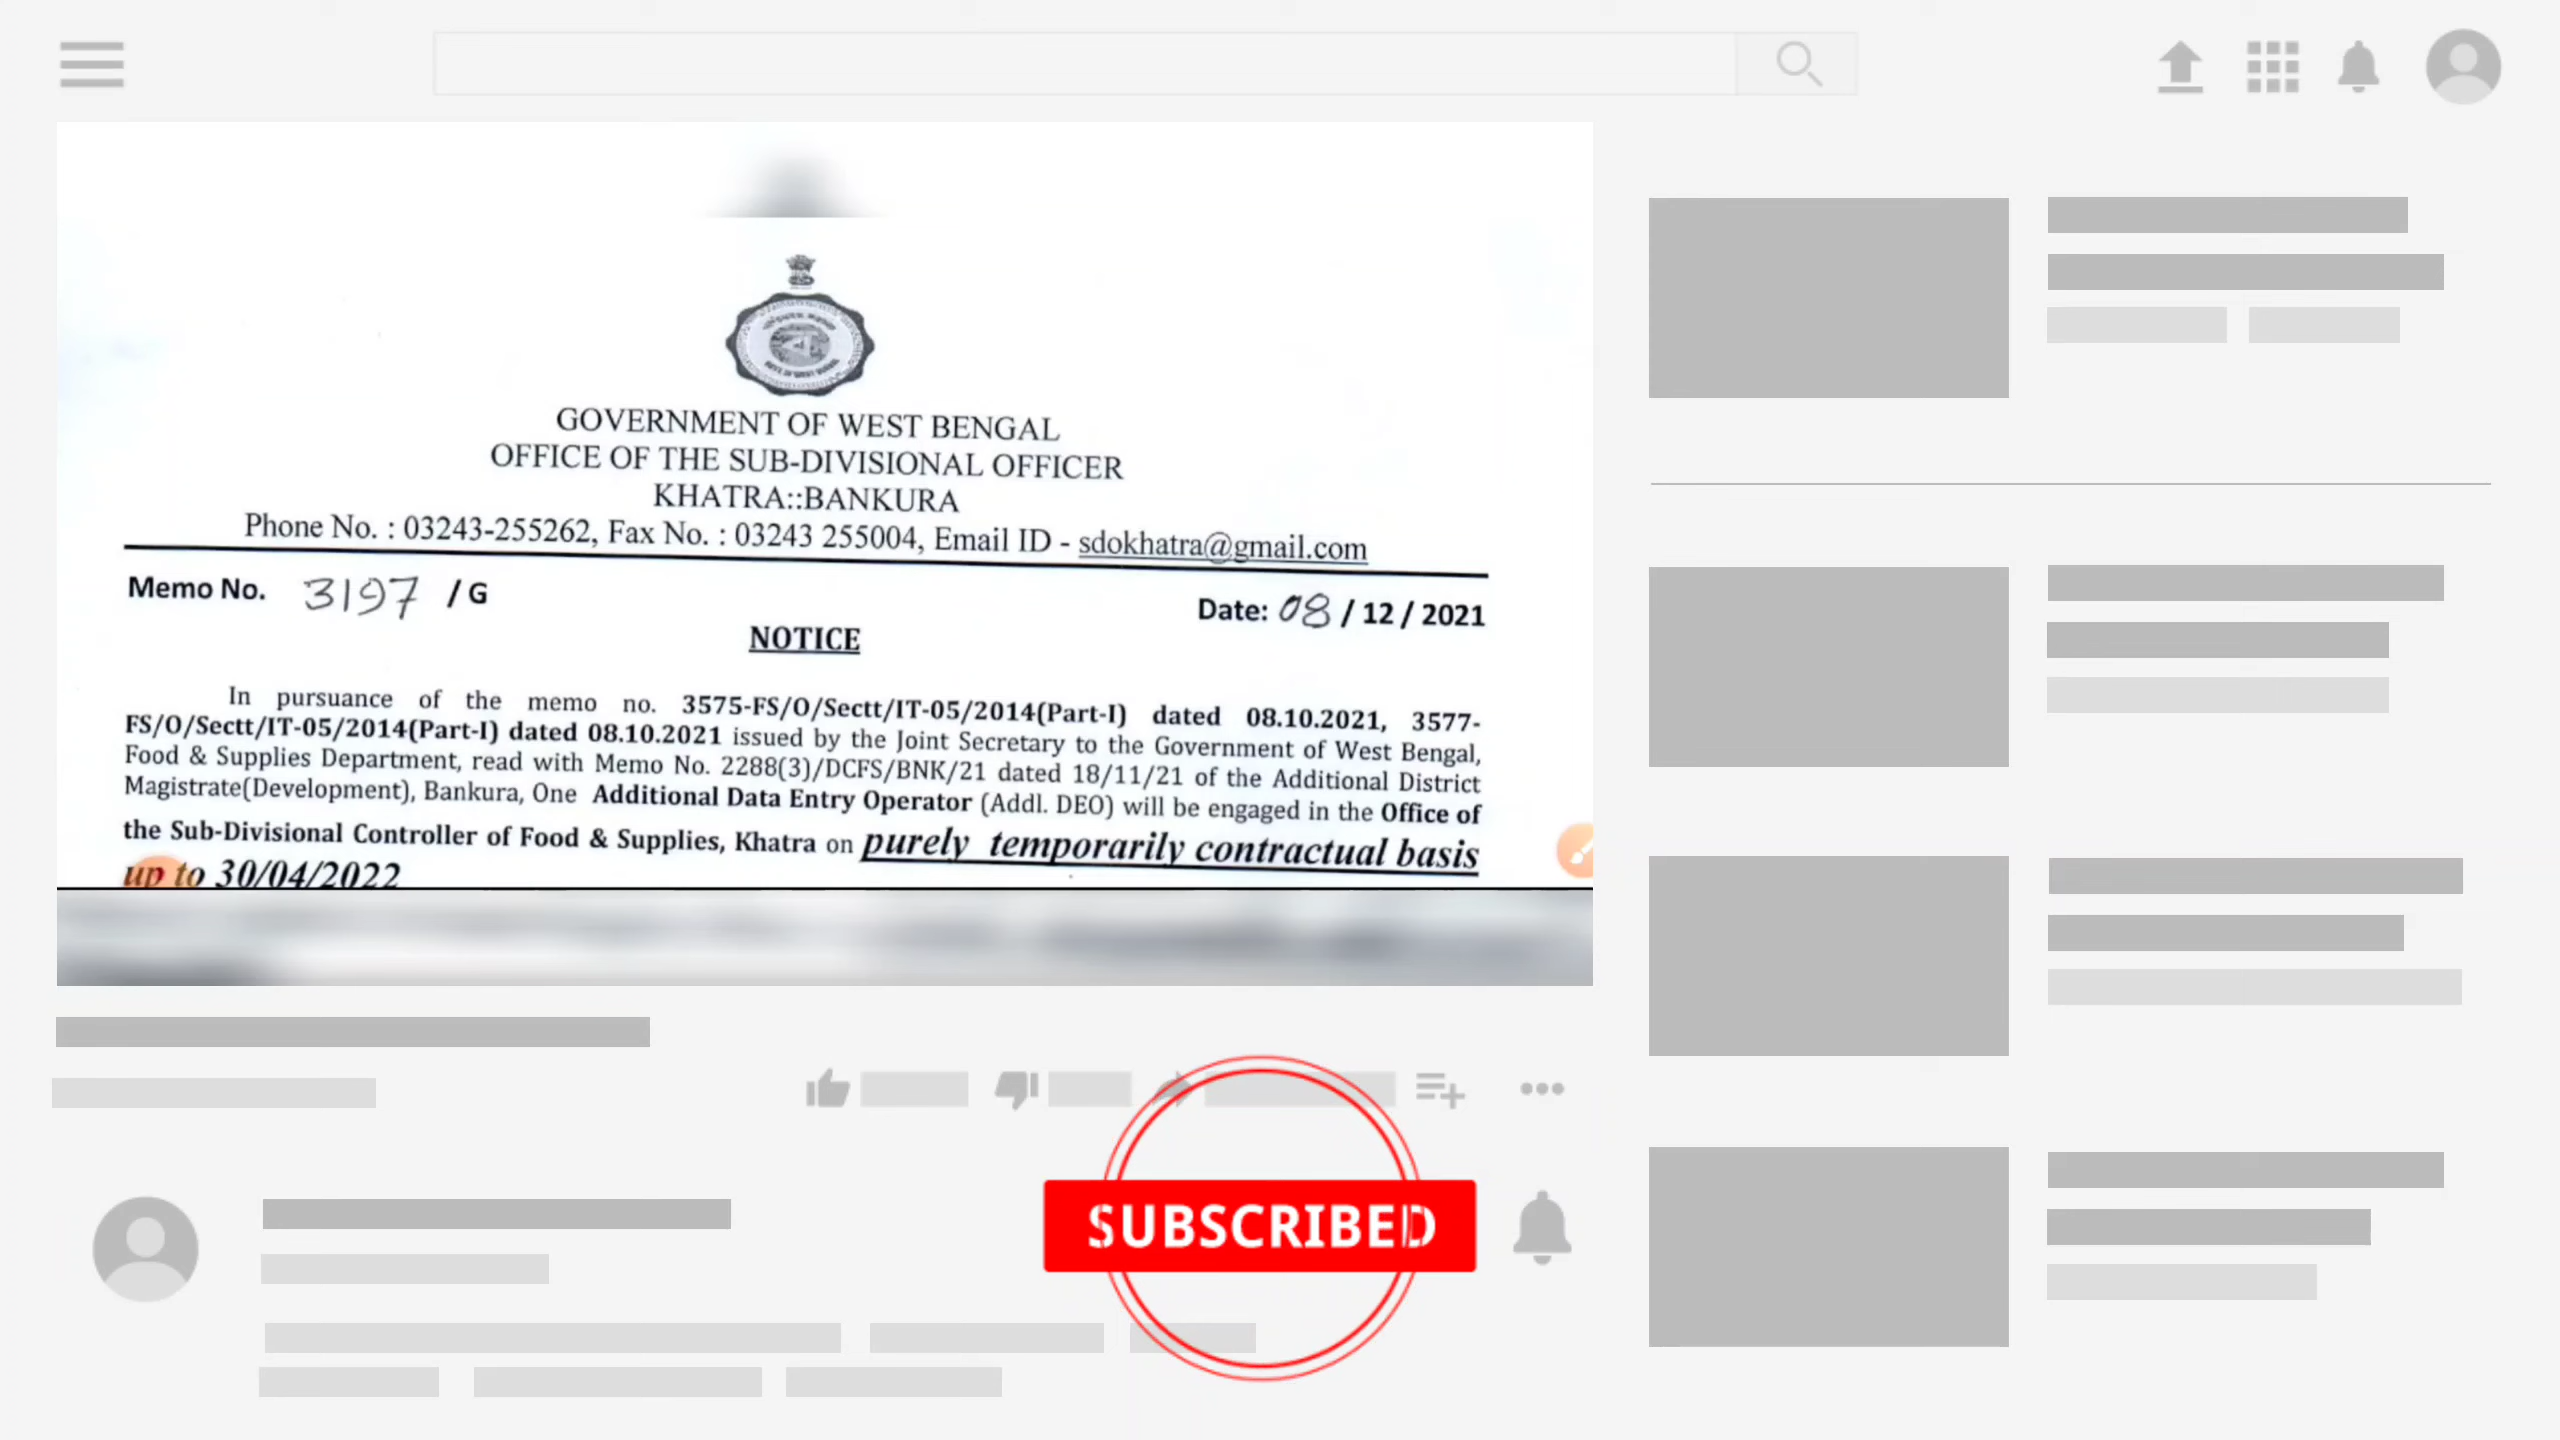 GOVERNMENT OF WEST BENGAL
OFFICE OF THE SUB-DIVISIONAL OFFICER
KHATRA::BANKURA
Phone No. : 03243-255262, Fax No. : 03243 255004, Email ID - sdokhatra@gmail.com
Memo No. 3197 / G
Date: 08 / 12 / 2021
NOTICE
In pursuance of the memo no. 3575-FS/O/Sectt/IT-05/2014(Part-I) dated 08.10.2021, 3577-
FS/O/Sectt/IT-05/2014(Part-I) dated 08.10.2021 issued by the Joint Secretary to the Government of West Bengal,
Food & Supplies Department, read with Memo No. 2288(3)/DCFS/BNK/21 dated 18/11/21 of the Additional District
Magistrate(Development), Bankura, One Additional Data Entry Operator (Addl. DEO) will be engaged in the Office of
the Sub-Divisional Controller of Food & Supplies, Khatra on purely temporarily contractual basis
up to 30/04/2022
SUBSCRIBED